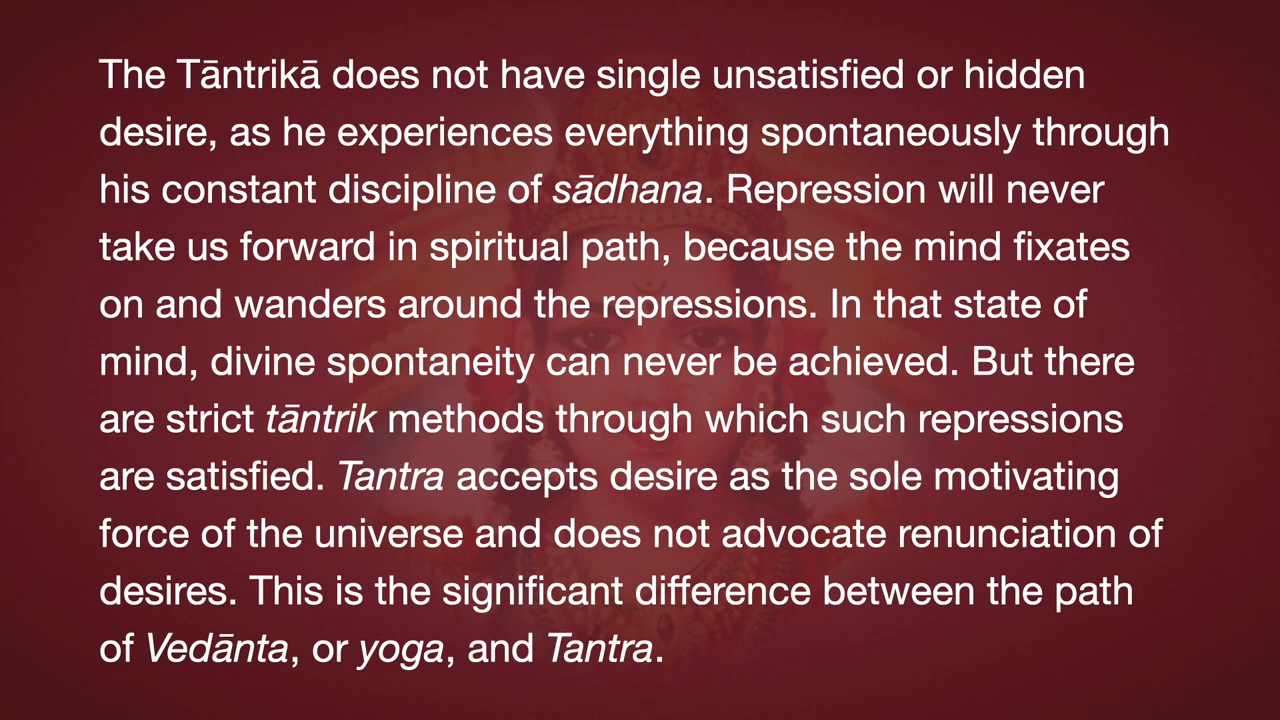 The Tāntrikā does not have single unsatisfied or hidden
desire, as he experiences everything spontaneously through
his constant discipline of sādhana. Repression will never
take us forward in spiritual path, because the mind fixates
on and wanders around the repressions. In that state of
mind, divine spontaneity can never be achieved. But there
are strict tāntrik methods through which such repressions
are satisfied. Tantra accepts desire as the sole motivating
force of the universe and does not advocate renunciation of
desires. This is the significant difference between the path
of Vedānta, or yoga, and Tantra.